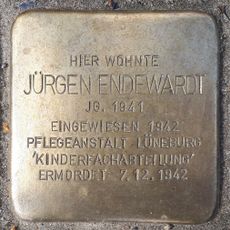 HIER WOHNTE
JÜRGEN ENDEWARDT
JG. 1941
EINGEWIESEN 1942
PFLEGEANSTALT LÜNEBURG
'KINDERFACHABTEILUNG'
ERMORDET 7.12.1942